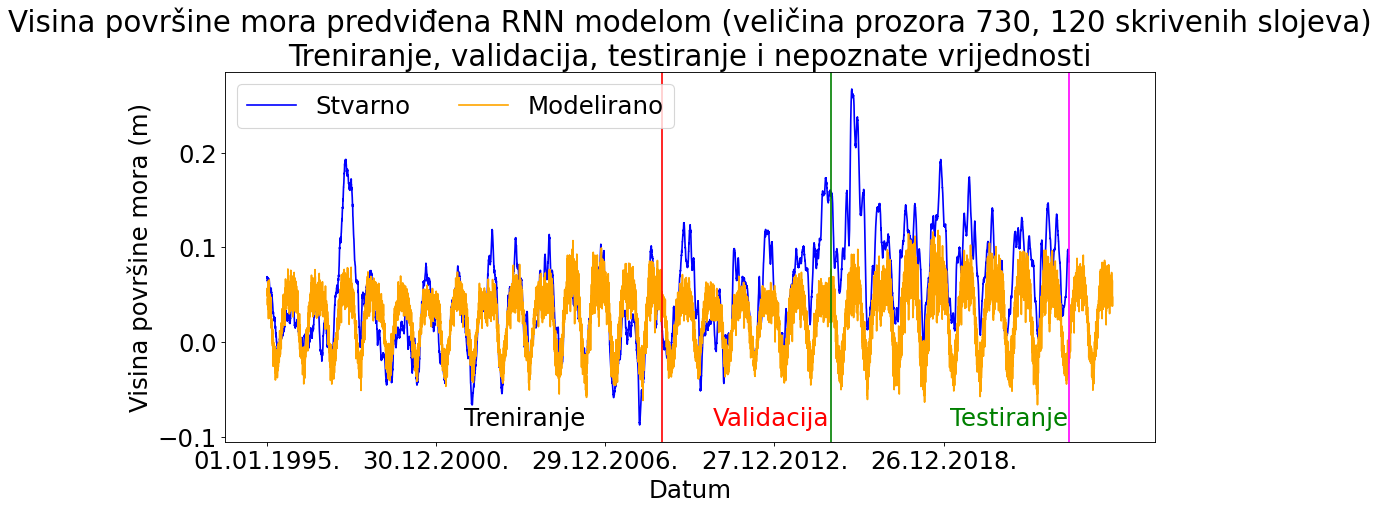 Visina površine mora predviđena RNN modelom (veličina prozora 730, 120 skrivenih slojeva)
Treniranje, validacija, testiranje i nepoznate vrijednosti
Stvarno Modelirano
Visina površine mora (m)
0.2
0.1
0.0
−0.1
Treniranje Validacija Testiranje
01.01.1995. 30.12.2000. 29.12.2006. 27.12.2012. 26.12.2018.
Datum